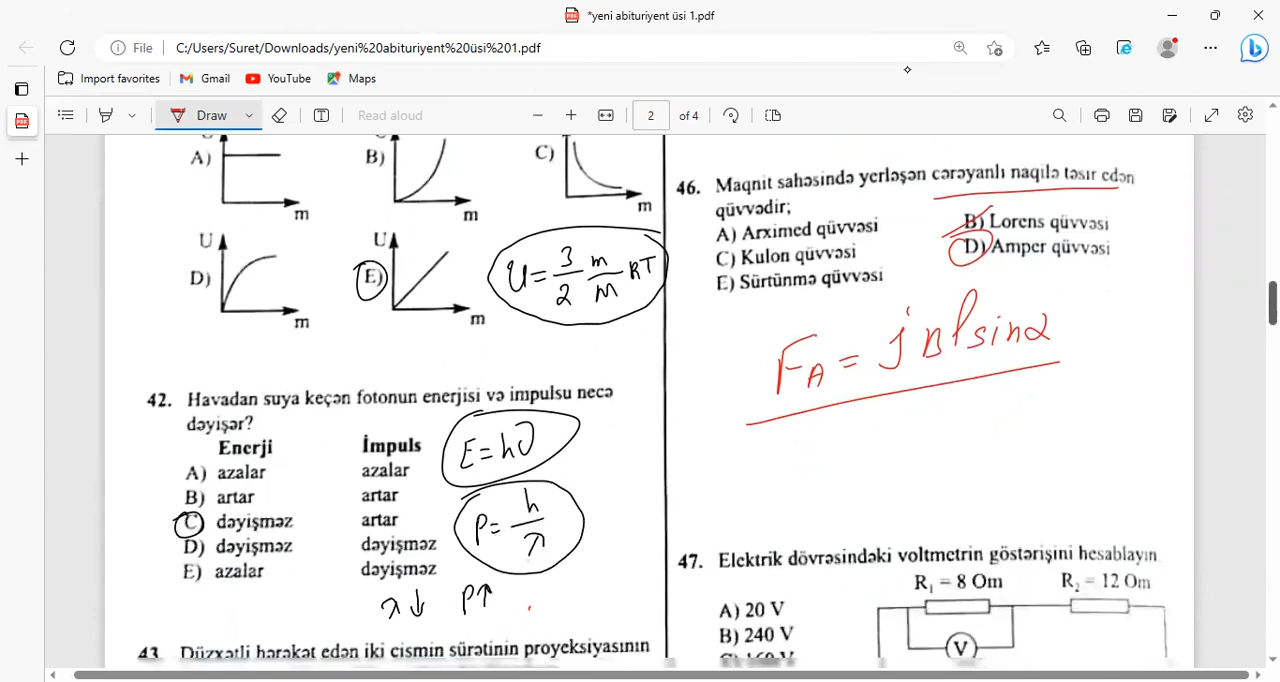 *yeni abituriyent üsi 1.pdf
File C:/Users/Suret/Downloads/yeni%20abituriyent%20üsi%201.pdf
Import favorites Gmail YouTube Maps
Draw Read aloud 2 of 4
A) m
B) m
C) m
U
D) m
U
E) m
U = 3/2 m/M RT
42. Havadan suya keçən fotonun enerjisi və impulsu necə
dəyişər?
Enerji İmpuls
A) azalar azalar
B) artar artar
C) dəyişməz artar
D) dəyişməz dəyişməz
E) azalar dəyişməz
E = hν
P = h/λ
λ↓ P↑
43. Düzxətli hərəkət edən iki cismin sürətinin proyeksiyasının
46. Maqnit sahəsində yerləşən cərəyanlı naqilə təsir edən
qüvvədir;
A) Arximed qüvvəsi B) Lorens qüvvəsi
C) Kulon qüvvəsi D) Amper qüvvəsi
E) Sürtünmə qüvvəsi
F_A = J B l sinα
47. Elektrik dövrəsindəki voltmetrin göstərişini hesablayın
R₁ = 8 Om R₂ = 12 Om
A) 20 V
B) 240 V
V